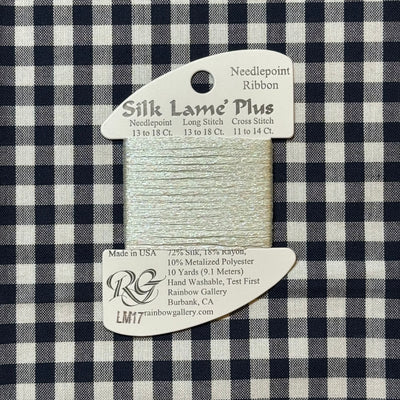 Needlepoint
Ribbon
Silk Lamé Plus
Needlepoint Long Stitch Cross Stitch
13 to 18 Ct. 13 to 18 Ct. 11 to 14 Ct.
Made in USA
72% Silk, 18% Rayon,
10% Metalized Polyester
10 Yards (9.1 Meters)
Hand Washable, Test First
Rainbow Gallery
Burbank, CA
rainbowgallery.com
RG
LM17